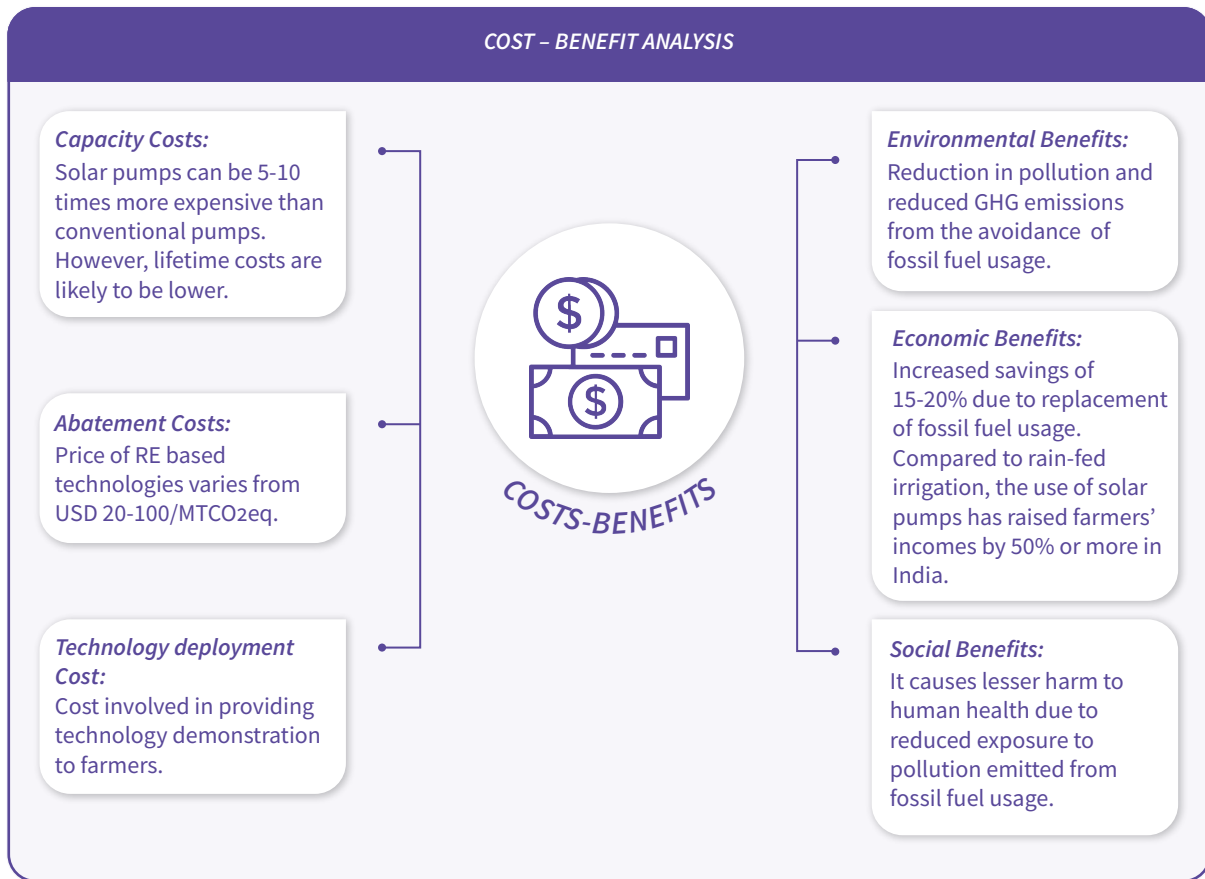 COST – BENEFIT ANALYSIS
Capacity Costs:
Solar pumps can be 5-10
times more expensive than
conventional pumps.
However, lifetime costs are
likely to be lower.
Abatement Costs:
Price of RE based
technologies varies from
USD 20-100/MTCO2eq.
Technology deployment
Cost:
Cost involved in providing
technology demonstration
to farmers.
$
$
COSTS-BENEFITS
Environmental Benefits:
Reduction in pollution and
reduced GHG emissions
from the avoidance of
fossil fuel usage.
Economic Benefits:
Increased savings of
15-20% due to replacement
of fossil fuel usage.
Compared to rain-fed
irrigation, the use of solar
pumps has raised farmers’
incomes by 50% or more in
India.
Social Benefits:
It causes lesser harm to
human health due to
reduced exposure to
pollution emitted from
fossil fuel usage.